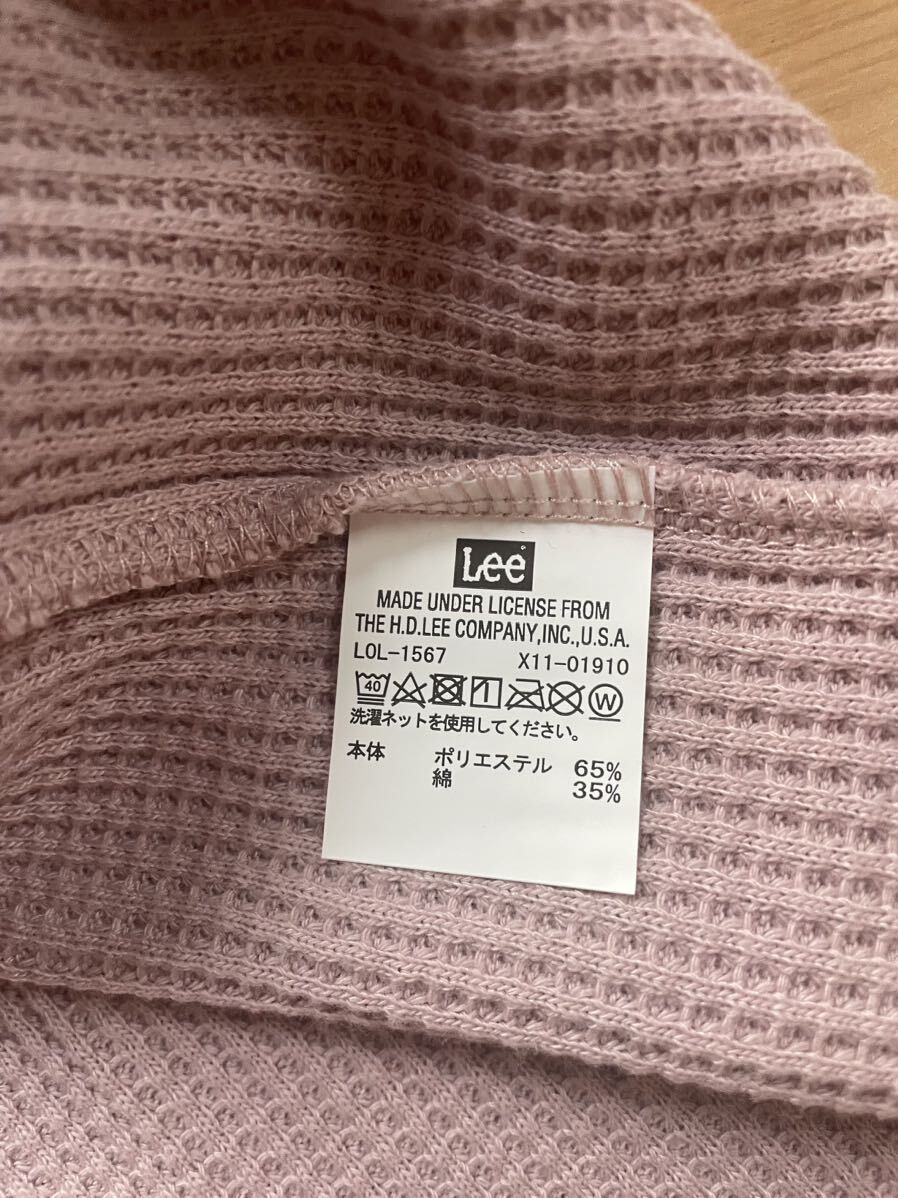 Lee
MADE UNDER LICENSE FROM
THE H.D.LEE COMPANY,INC.,U.S.A.
LOL-1567 X11-01910
40 W
洗濯ネットを使用してください。
本体 ポリエステル 65%
綿 35%